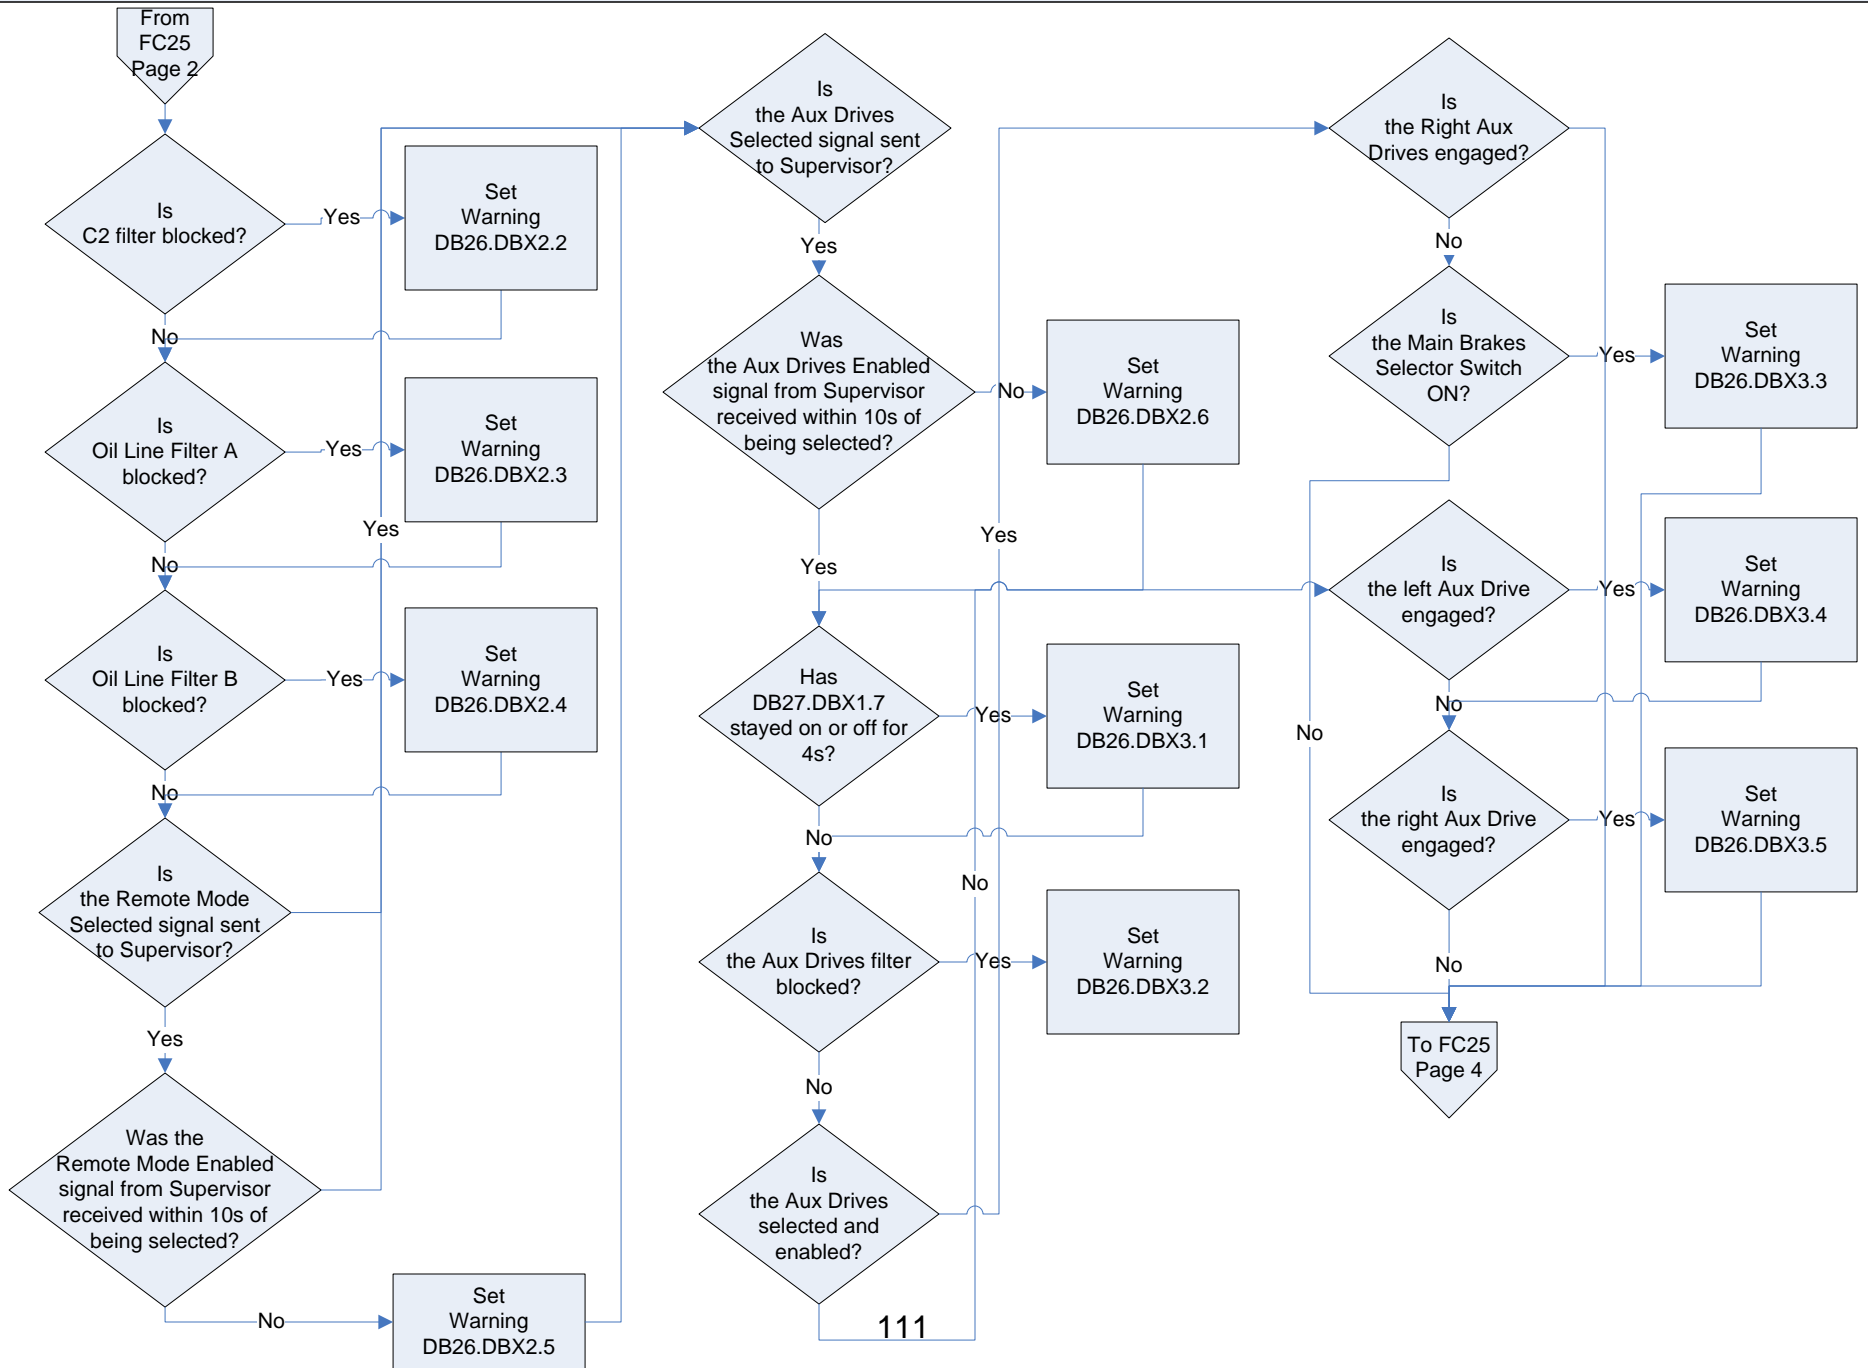 From
FC25
Page 2
Is
C2 filter blocked?
Yes
Set
Warning
DB26.DBX2.2
No
Is
Oil Line Filter A
blocked?
Yes
Set
Warning
DB26.DBX2.3
Yes
No
Is
Oil Line Filter B
blocked?
Yes
Set
Warning
DB26.DBX2.4
No
Is
the Remote Mode
Selected signal sent
to Supervisor?
Yes
Was the
Remote Mode Enabled
signal from Supervisor
received within 10s of
being selected?
No
Set
Warning
DB26.DBX2.5
Is
the Aux Drives
Selected signal sent
to Supervisor?
Yes
Was
the Aux Drives Enabled
signal from Supervisor
received within 10s of
being selected?
No
Set
Warning
DB26.DBX2.6
Yes
Yes
Has
DB27.DBX1.7
stayed on or off for
4s?
Yes
Set
Warning
DB26.DBX3.1
No
No
Is
the Aux Drives filter
blocked?
Yes
Set
Warning
DB26.DBX3.2
No
Is
the Aux Drives
selected and
enabled?
111
Is
the Right Aux
Drives engaged?
No
Is
the Main Brakes
Selector Switch
ON?
Yes
Set
Warning
DB26.DBX3.3
Is
the left Aux Drive
engaged?
Yes
Set
Warning
DB26.DBX3.4
No
No
Is
the right Aux Drive
engaged?
Yes
Set
Warning
DB26.DBX3.5
No
To FC25
Page 4